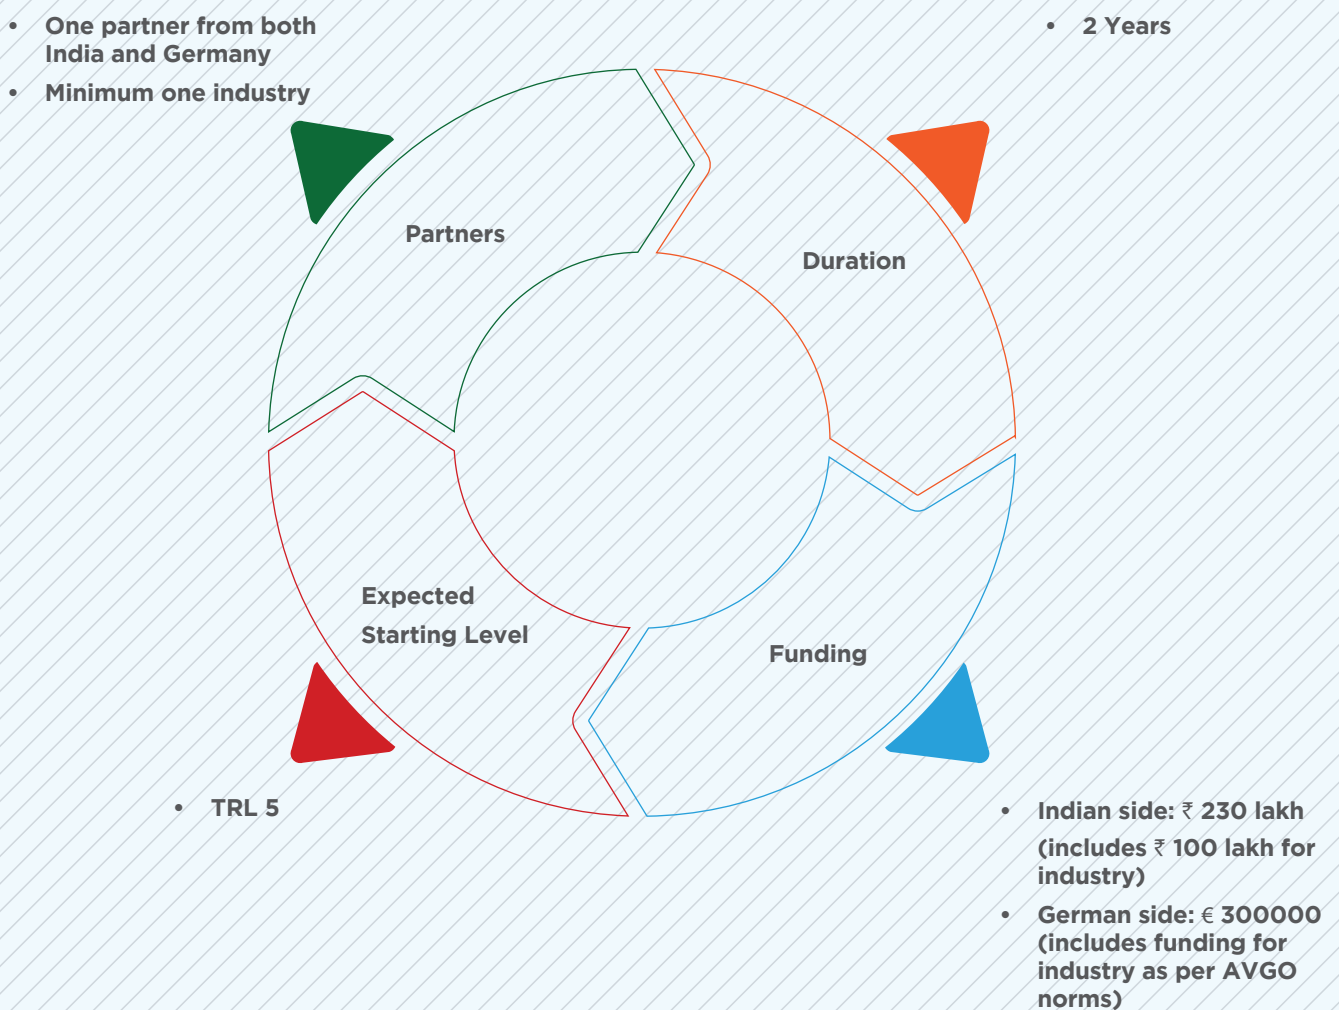 • One partner from both
India and Germany
• Minimum one industry
• 2 Years
Partners
Duration
Expected
Starting Level
Funding
• TRL 5
• Indian side: ₹ 230 lakh
(includes ₹ 100 lakh for
industry)
• German side: € 300000
(includes funding for
industry as per AVGO
norms)